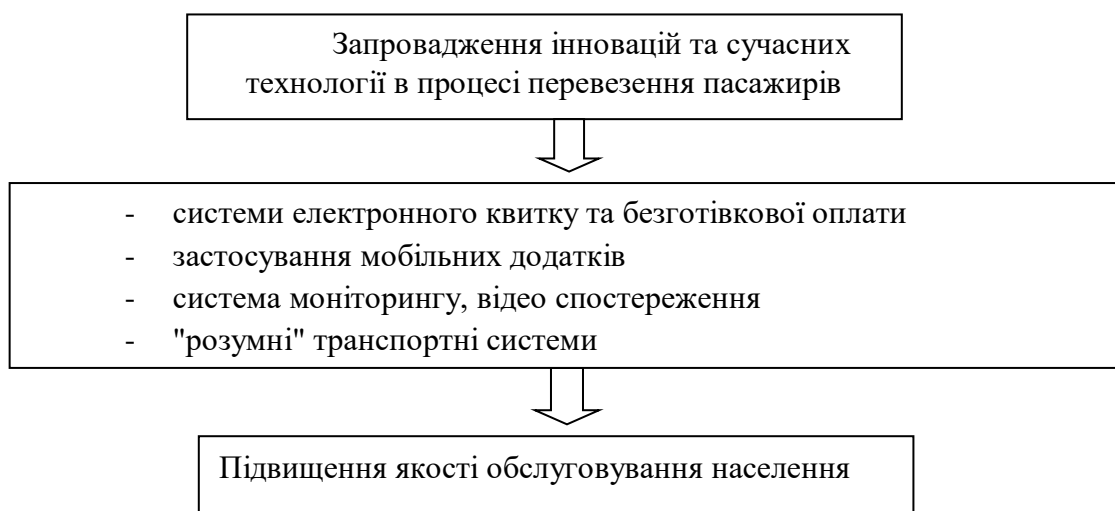 Запровадження інновацій та сучасних
технології в процесі перевезення пасажирів
- системи електронного квитку та безготівкової оплати
- застосування мобільних додатків
- система моніторингу, відео спостереження
- "розумні" транспортні системи
Підвищення якості обслуговування населення